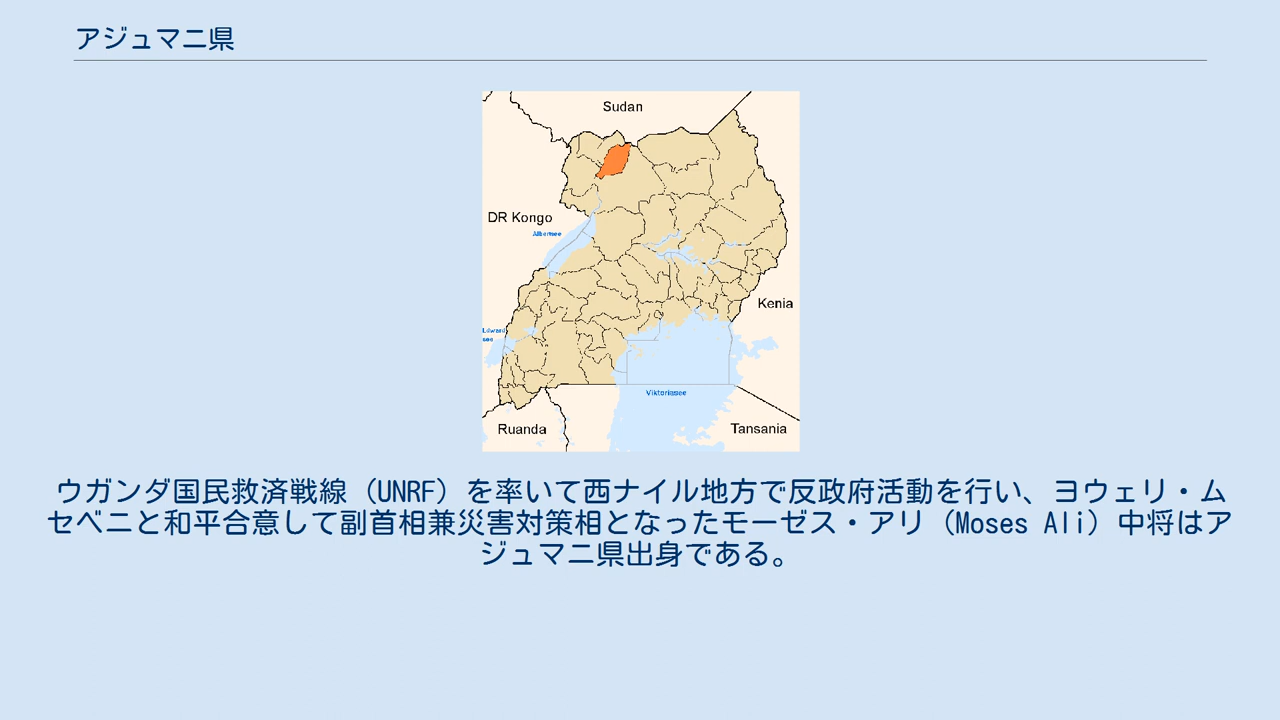 アジュマニ県
Sudan
DR Kongo
Albertsee
Kenia
Edward
see
Viktoriasee
Ruanda
Tansania
ウガンダ国民救済戦線（UNRF）を率いて西ナイル地方で反政府活動を行い、ヨウェリ・ム
セベニと和平合意して副首相兼災害対策相となったモーゼス・アリ（Moses Ali）中将はア
ジュマニ県出身である。